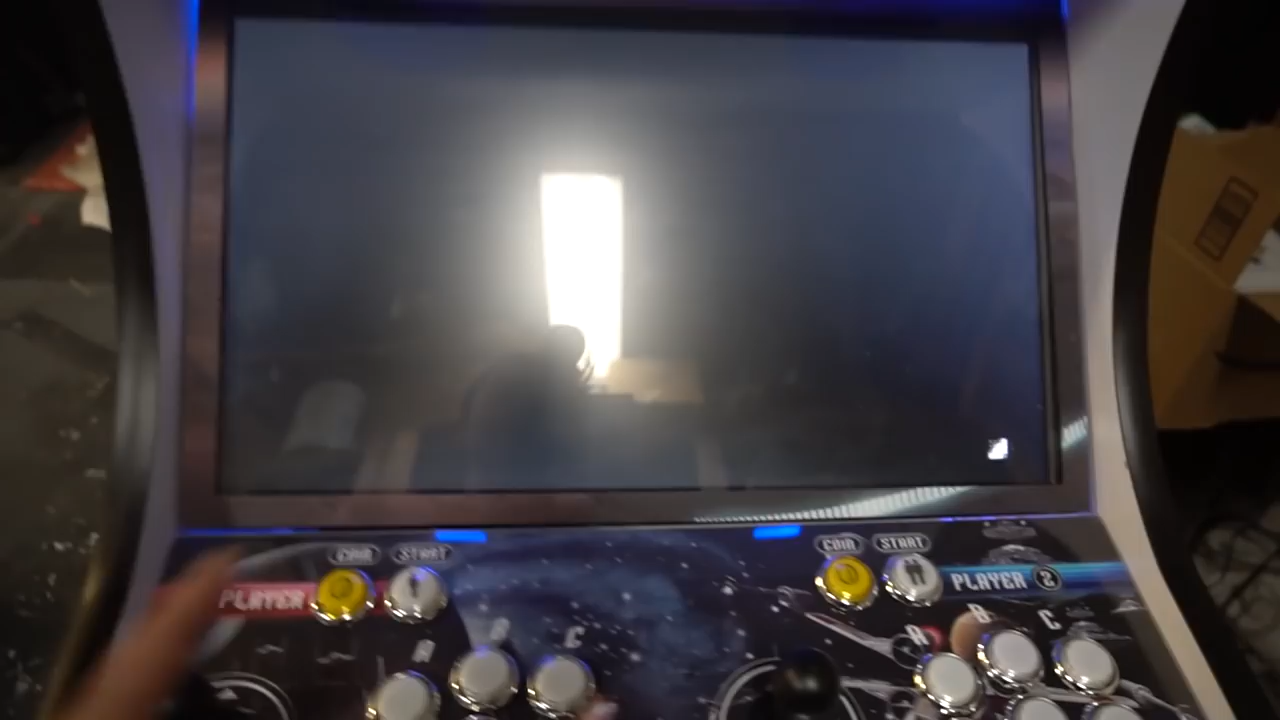 COIN START
COIN START
PLAYER
PLAYER 2
A B C
A B C